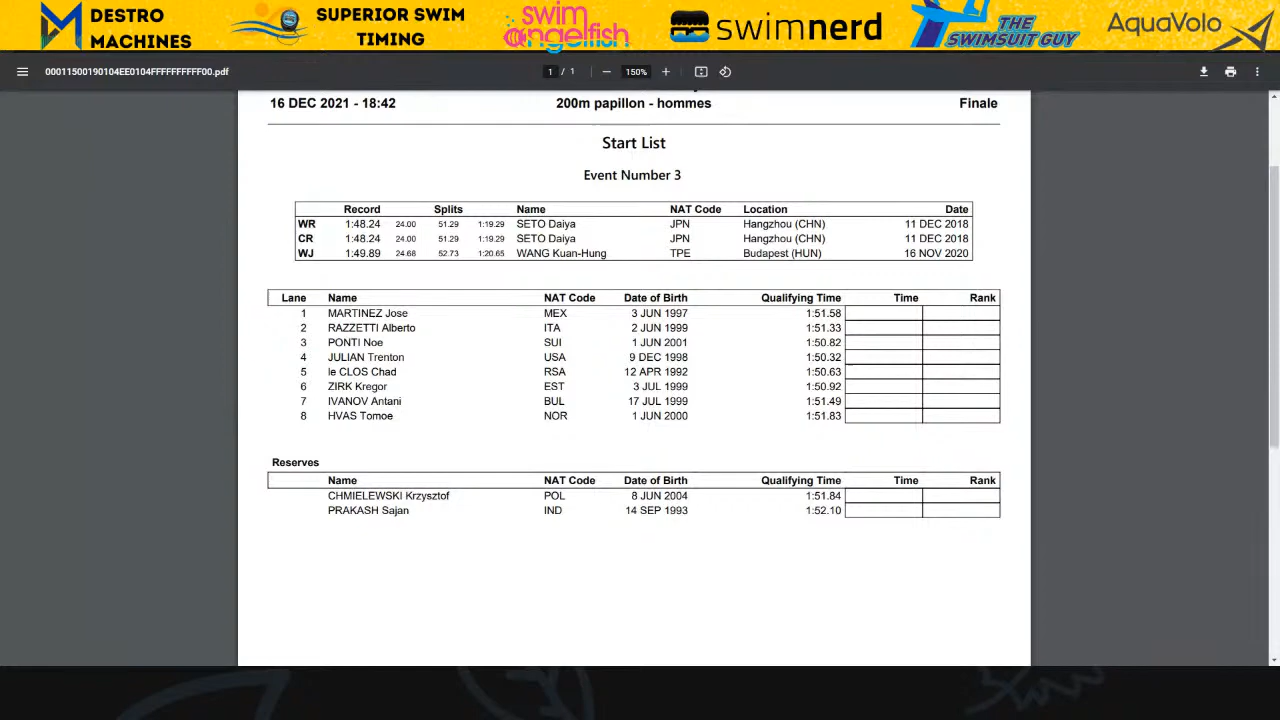 DESTRO MACHINES
SUPERIOR SWIM TIMING
swim angelfish
swimnerd
THE SWIMSUIT GUY
AquaVolo
00011500190104EE0104FFFFFFFFFF00.pdf 1 / 1 150%
16 DEC 2021 - 18:42 200m papillon - hommes Finale
Start List
Event Number 3
Record Splits Name NAT Code Location Date
WR 1:48.24 24.00 51.29 1:19.29 SETO Daiya JPN Hangzhou (CHN) 11 DEC 2018
CR 1:48.24 24.00 51.29 1:19.29 SETO Daiya JPN Hangzhou (CHN) 11 DEC 2018
WJ 1:49.89 24.68 52.73 1:20.65 WANG Kuan-Hung TPE Budapest (HUN) 16 NOV 2020
Lane Name NAT Code Date of Birth Qualifying Time Time Rank
1 MARTINEZ Jose MEX 3 JUN 1997 1:51.58
2 RAZZETTI Alberto ITA 2 JUN 1999 1:51.33
3 PONTI Noe SUI 1 JUN 2001 1:50.82
4 JULIAN Trenton USA 9 DEC 1998 1:50.32
5 le CLOS Chad RSA 12 APR 1992 1:50.63
6 ZIRK Kregor EST 3 JUL 1999 1:50.92
7 IVANOV Antani BUL 17 JUL 1999 1:51.49
8 HVAS Tomoe NOR 1 JUN 2000 1:51.83
Reserves
Name NAT Code Date of Birth Qualifying Time Time Rank
CHMIELEWSKI Krzysztof POL 8 JUN 2004 1:51.84
PRAKASH Sajan IND 14 SEP 1993 1:52.10